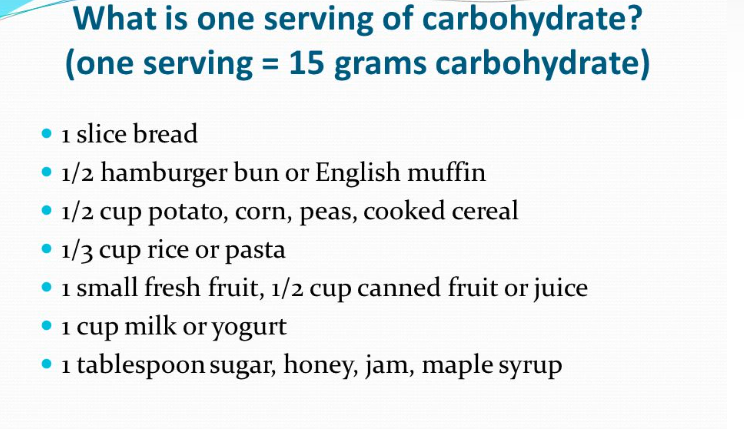 What is one serving of carbohydrate?
(one serving = 15 grams carbohydrate)
• 1 slice bread
• 1/2 hamburger bun or English muffin
• 1/2 cup potato, corn, peas, cooked cereal
• 1/3 cup rice or pasta
• 1 small fresh fruit, 1/2 cup canned fruit or juice
• 1 cup milk or yogurt
• 1 tablespoon sugar, honey, jam, maple syrup